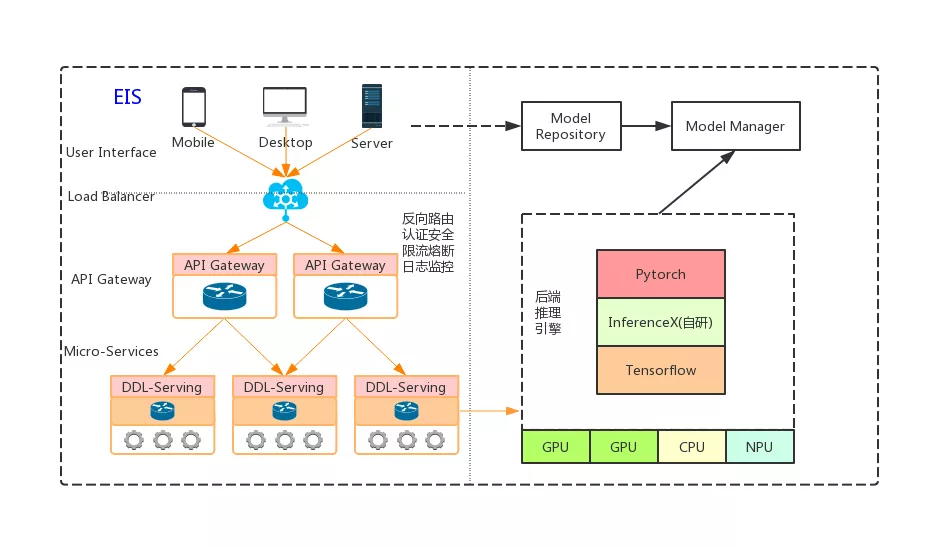 EIS
Mobile
Desktop
Server
User Interface
Load Balancer
反向路由
认证安全
限流熔断
日志监控
API Gateway
API Gateway
API Gateway
Micro-Services
DDL-Serving
DDL-Serving
DDL-Serving
Model
Repository
Model Manager
后端
推理
引擎
Pytorch
InferenceX(自研)
Tensorflow
GPU
GPU
CPU
NPU